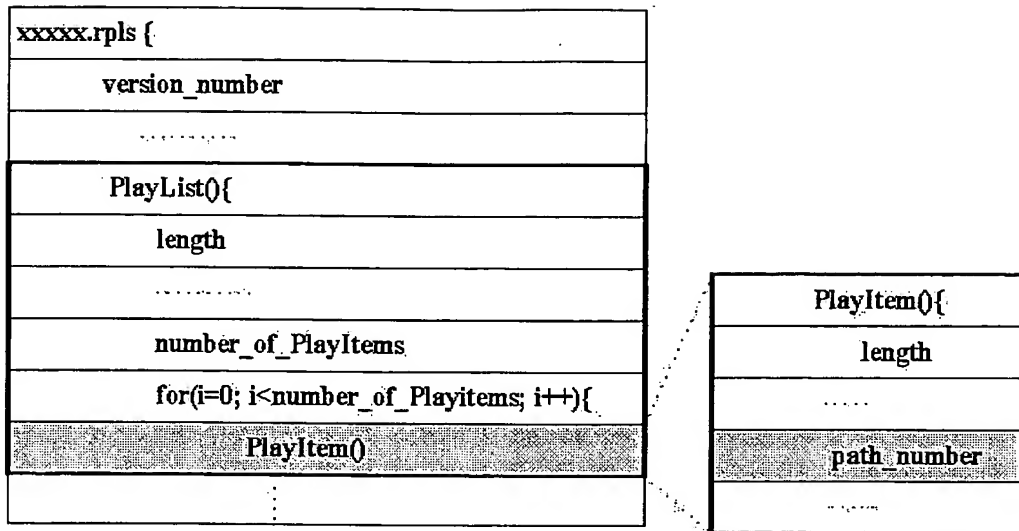 xxxxx.rpls {
version_number
..........
PlayList(){
length
..........
number_of_PlayItems
for(i=0; i<number_of_Playitems; i++){
PlayItem()
PlayItem(){
length
.....
path_number
......